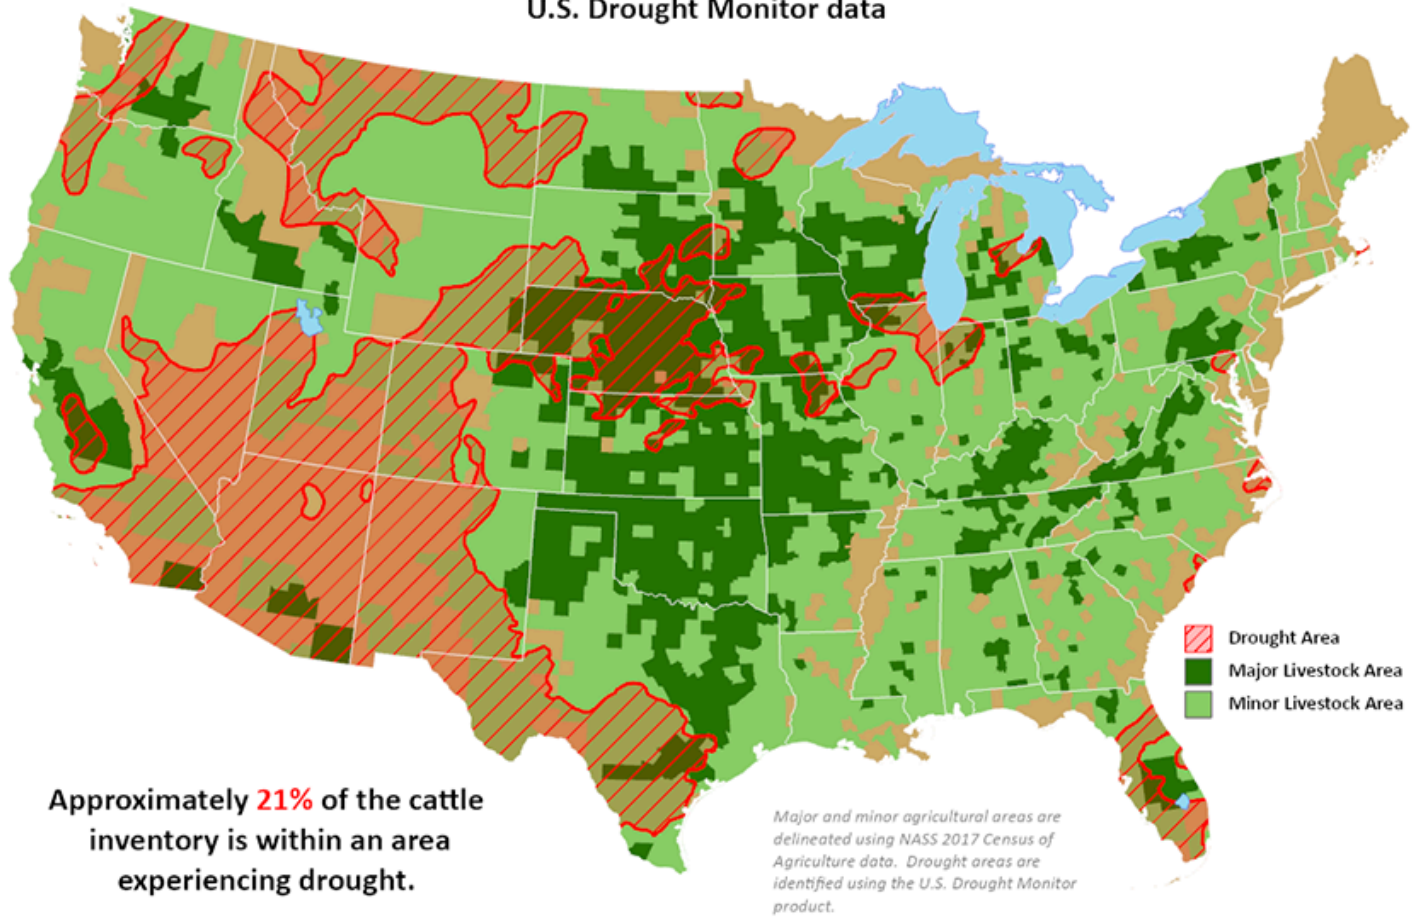 U.S. Drought Monitor data
Drought Area
Major Livestock Area
Minor Livestock Area
Approximately 21% of the cattle
inventory is within an area
experiencing drought.
Major and minor agricultural areas are
delineated using NASS 2017 Census of
Agriculture data. Drought areas are
identified using the U.S. Drought Monitor
product.